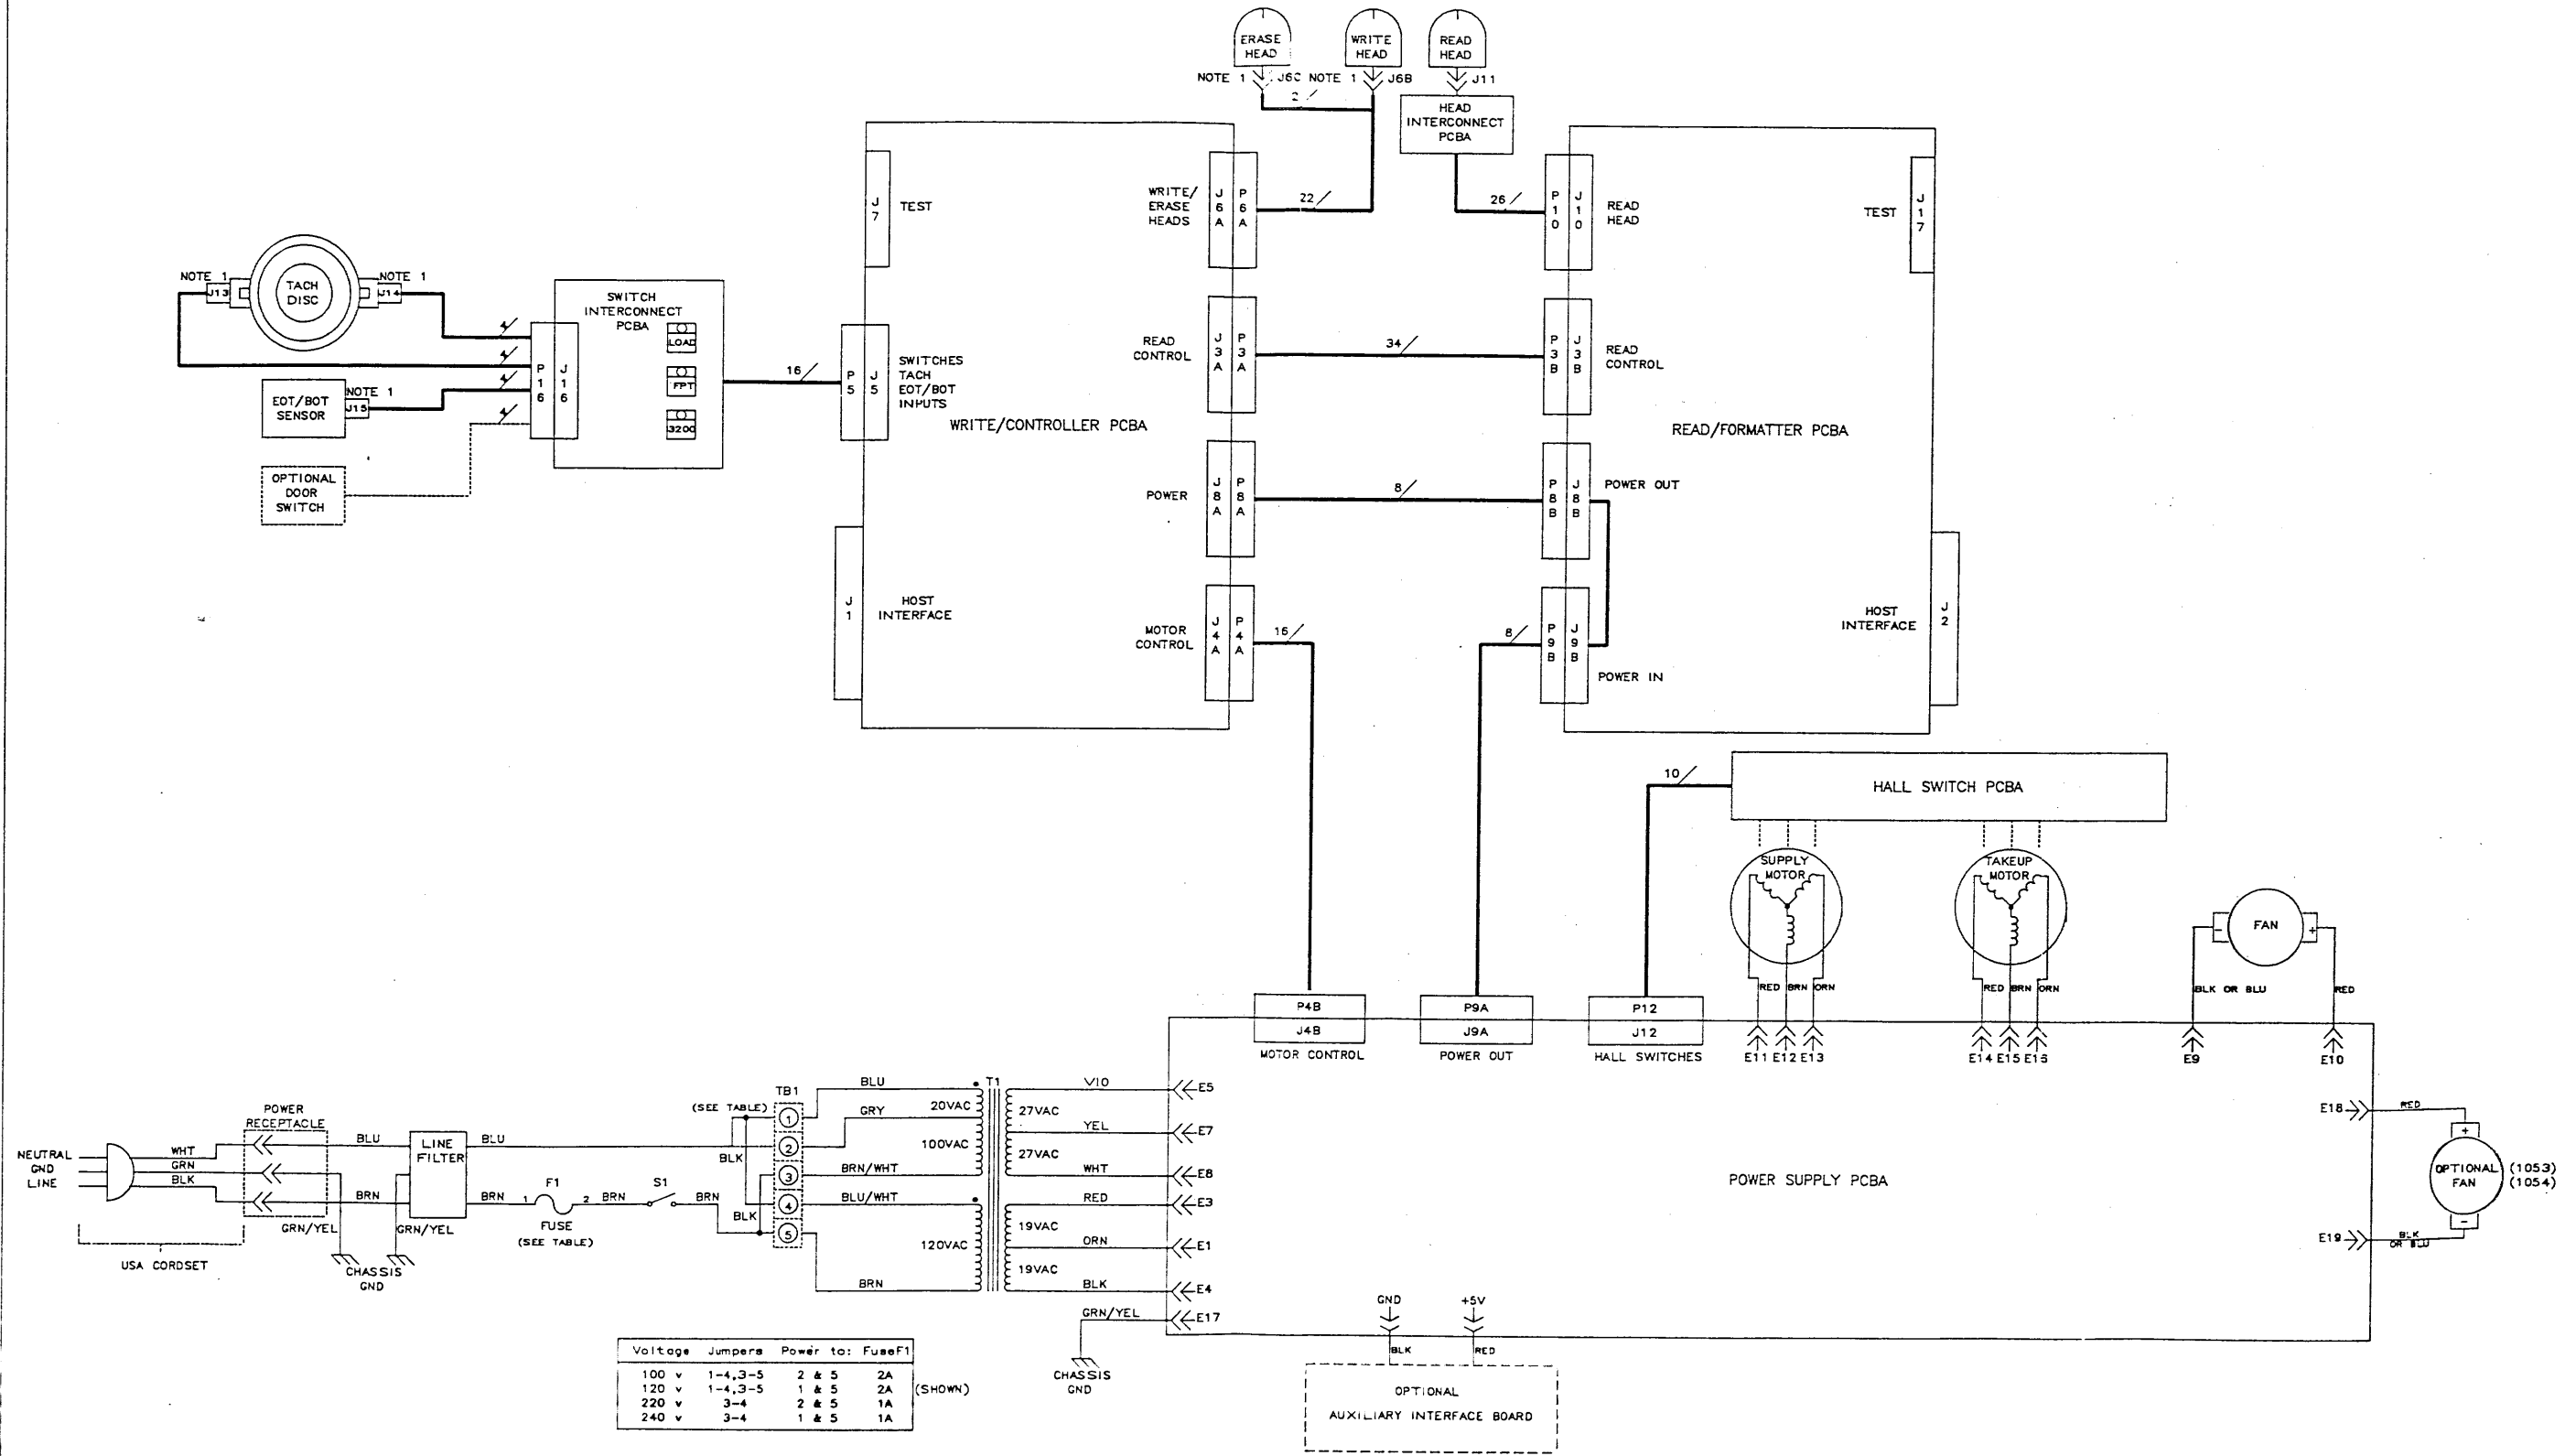 ERASE
HEAD
WRITE
HEAD
READ
HEAD
NOTE 1
J6C
NOTE 1
J6B
J11
2
HEAD
INTERCONNECT
PCBA
WRITE/
ERASE
HEADS
J6A
P6A
22
26
P10
J10
READ
HEAD
TEST
J17
J7
TEST
NOTE 1
J13
TACH
DISC
NOTE 1
J14
4
4
4
4
EOT/BOT
SENSOR
NOTE 1
J15
OPTIONAL
DOOR
SWITCH
P16
J16
SWITCH
INTERCONNECT
PCBA
LOAD
FPT
3200
16
P5
J5
SWITCHES
TACH
EOT/BOT
INPUTS
WRITE/CONTROLLER PCBA
READ
CONTROL
J3A
P3A
34
P3B
J3B
READ
CONTROL
READ/FORMATTER PCBA
POWER
J8A
P8A
8
P8B
J8B
POWER OUT
J1
HOST
INTERFACE
MOTOR
CONTROL
J4A
P4A
16
8
P9B
J9B
POWER IN
HOST
INTERFACE
J2
10
HALL SWITCH PCBA
SUPPLY
MOTOR
TAKEUP
MOTOR
-
FAN
+
RED
BRN
ORN
RED
BRN
ORN
BLK OR BLU
RED
P4B
J4B
MOTOR CONTROL
P9A
J9A
POWER OUT
P12
J12
HALL SWITCHES
E11
E12
E13
E14
E15
E16
E9
E10
POWER SUPPLY PCBA
E18
RED
+
OPTIONAL
FAN
(1053)
(1054)
-
E19
BLK
OR BLU
NEUTRAL
GND
LINE
WHT
GRN
BLK
USA CORDSET
POWER
RECEPTACLE
BLU
BRN
GRN/YEL
LINE
FILTER
GRN/YEL
CHASSIS
GND
BLU
BRN
1
F1
2
FUSE
(SEE TABLE)
BRN
S1
BRN
(SEE TABLE)
BLK
BLK
TB1
1
2
3
4
5
BLU
GRY
BRN/WHT
BLU/WHT
BRN
20VAC
100VAC
120VAC
T1
27VAC
27VAC
19VAC
19VAC
VIO
YEL
WHT
RED
ORN
BLK
E5
E7
E8
E3
E1
E4
GRN/YEL
E17
CHASSIS
GND
GND
+5V
BLK
RED
OPTIONAL
AUXILIARY INTERFACE BOARD
Voltage Jumpers Power to: FuseF1
100 v 1-4,3-5 2 & 5 2A
120 v 1-4,3-5 1 & 5 2A (SHOWN)
220 v 3-4 2 & 5 1A
240 v 3-4 1 & 5 1A